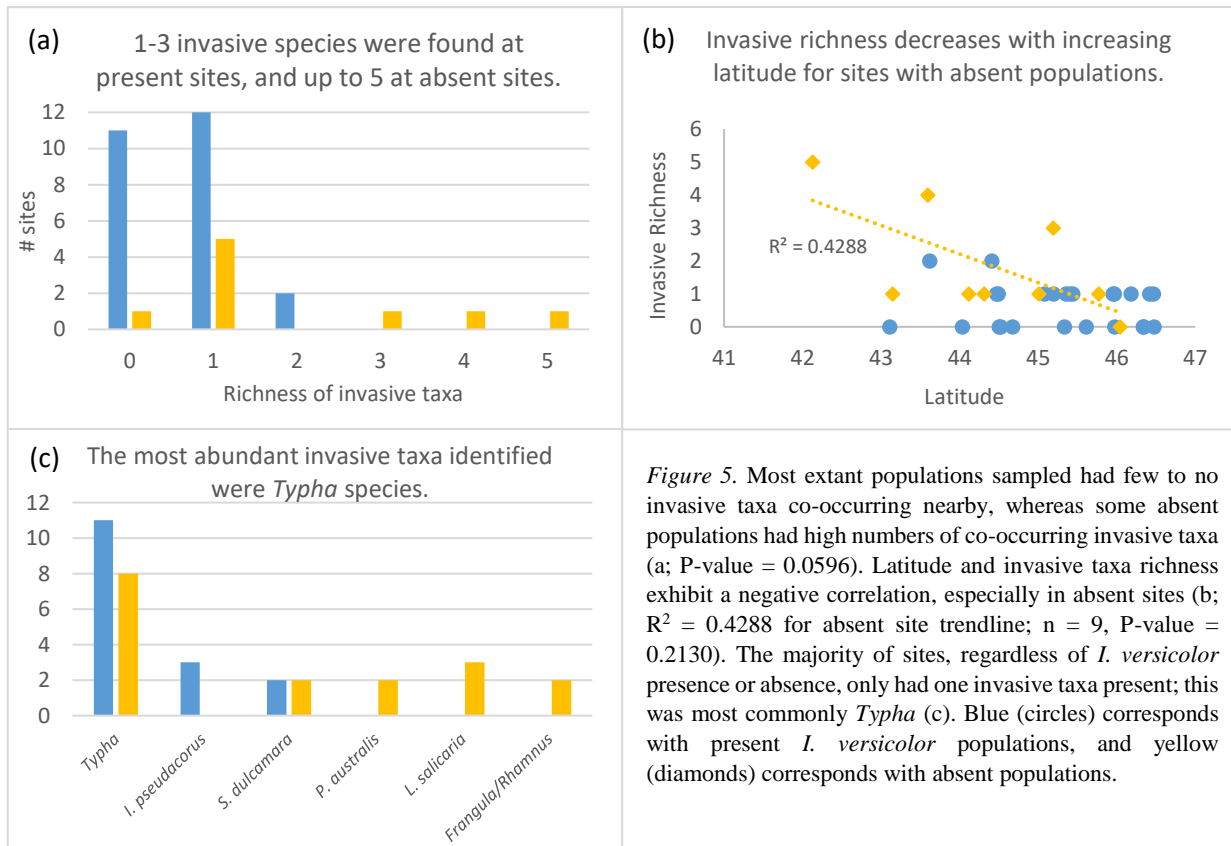 (a)
1-3 invasive species were found at
present sites, and up to 5 at absent sites.
12
10
8
6
4
2
0
# sites
0 1 2 3 4 5
Richness of invasive taxa
(b)
Invasive richness decreases with increasing
latitude for sites with absent populations.
6
5
4
3
2
1
0
Invasive Richness
R² = 0.4288
41 42 43 44 45 46 47
Latitude
(c)
The most abundant invasive taxa identified
were Typha species.
12
10
8
6
4
2
0
Typha
I. pseudacorus
S. dulcamara
P. australis
L. salicaria
Frangula/Rhamnus
Figure 5. Most extant populations sampled had few to no
invasive taxa co-occurring nearby, whereas some absent
populations had high numbers of co-occurring invasive taxa
(a; P-value = 0.0596). Latitude and invasive taxa richness
exhibit a negative correlation, especially in absent sites (b;
R² = 0.4288 for absent site trendline; n = 9, P-value =
0.2130). The majority of sites, regardless of I. versicolor
presence or absence, only had one invasive taxa present; this
was most commonly Typha (c). Blue (circles) corresponds
with present I. versicolor populations, and yellow
(diamonds) corresponds with absent populations.